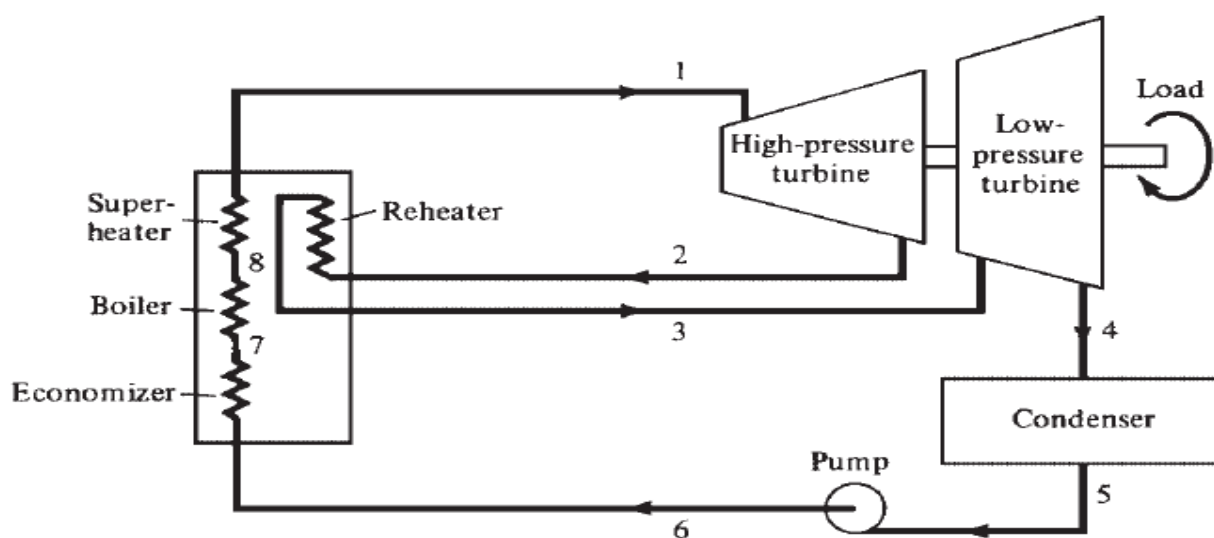 1
Load
Low-
pressure
turbine
High-pressure
turbine
Super-
heater
Reheater
8
2
Boiler
3
4
7
Economizer
Condenser
Pump
5
6